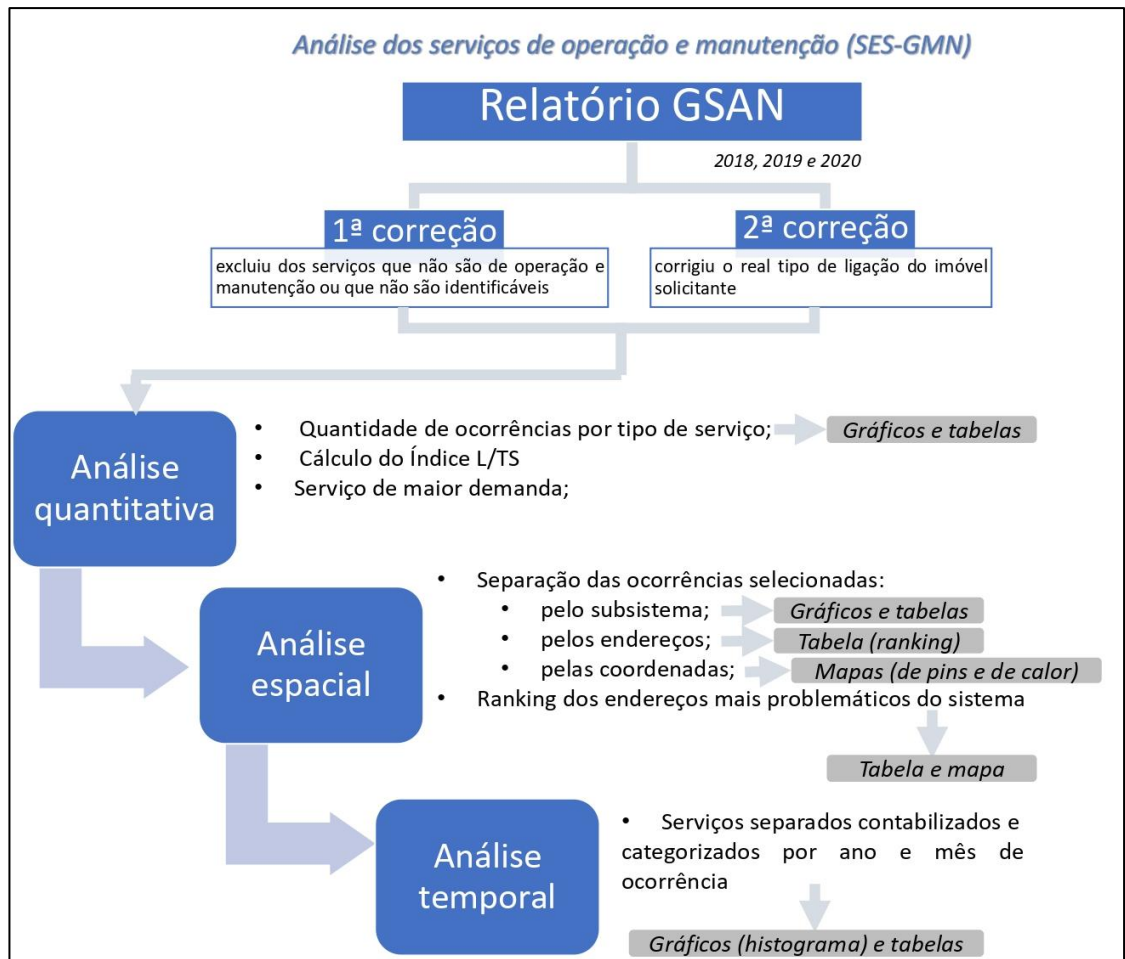 Análise dos serviços de operação e manutenção (SES-GMN)
Relatório GSAN
2018, 2019 e 2020
1ª correção
excluiu dos serviços que não são de operação e
manutenção ou que não são identificáveis
2ª correção
corrigiu o real tipo de ligação do imóvel
solicitante
Análise
quantitativa
• Quantidade de ocorrências por tipo de serviço;
Gráficos e tabelas
• Cálculo do Índice L/TS
• Serviço de maior demanda;
Análise
espacial
• Separação das ocorrências selecionadas:
• pelo subsistema;
Gráficos e tabelas
• pelos endereços;
Tabela (ranking)
• pelas coordenadas;
Mapas (de pins e de calor)
• Ranking dos endereços mais problemáticos do sistema
Tabela e mapa
Análise
temporal
• Serviços separados contabilizados e
categorizados por ano e mês de
ocorrência
Gráficos (histograma) e tabelas